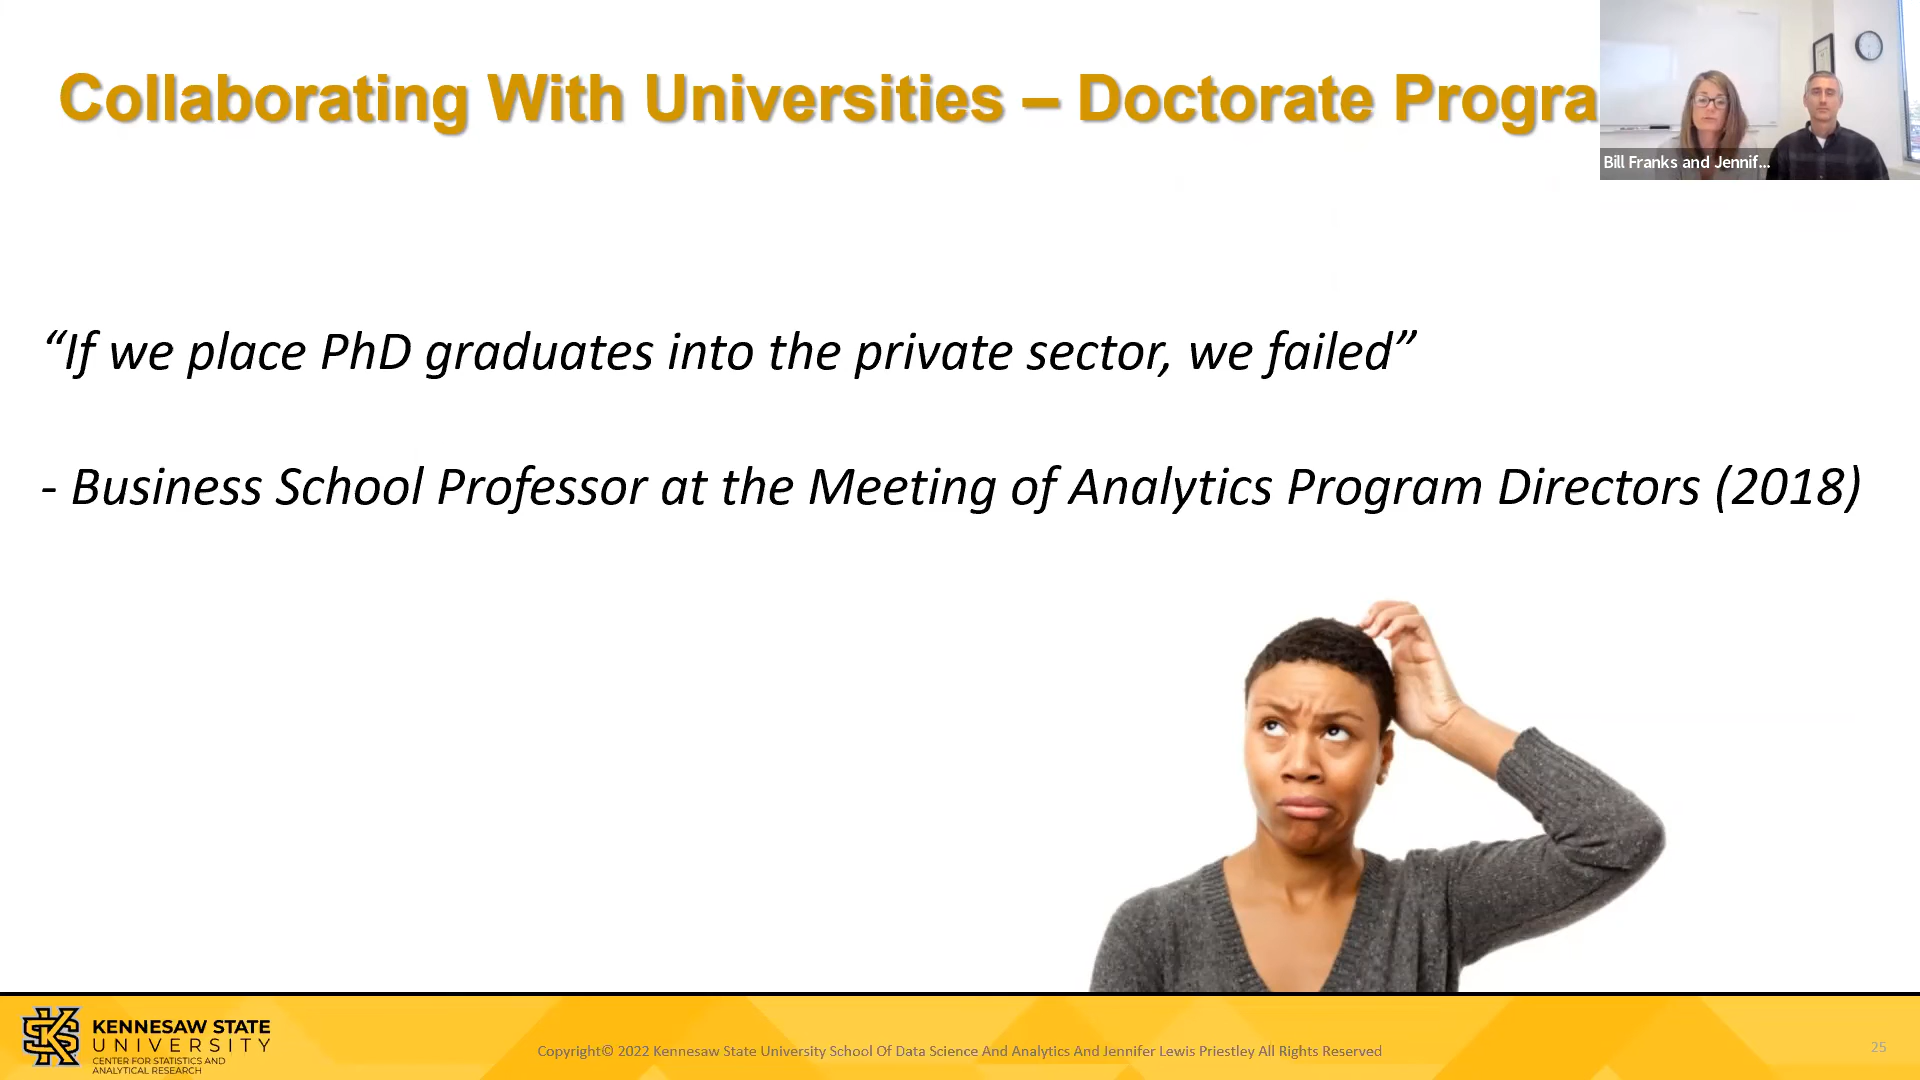 Collaborating With Universities – Doctorate Progra
Bill Franks and Jennif...
“If we place PhD graduates into the private sector, we failed”
- Business School Professor at the Meeting of Analytics Program Directors (2018)
KENNESAW STATE
UNIVERSITY
CENTER FOR STATISTICS AND
ANALYTICAL RESEARCH
Copyright© 2022 Kennesaw State University School Of Data Science And Analytics And Jennifer Lewis Priestley All Rights Reserved
25